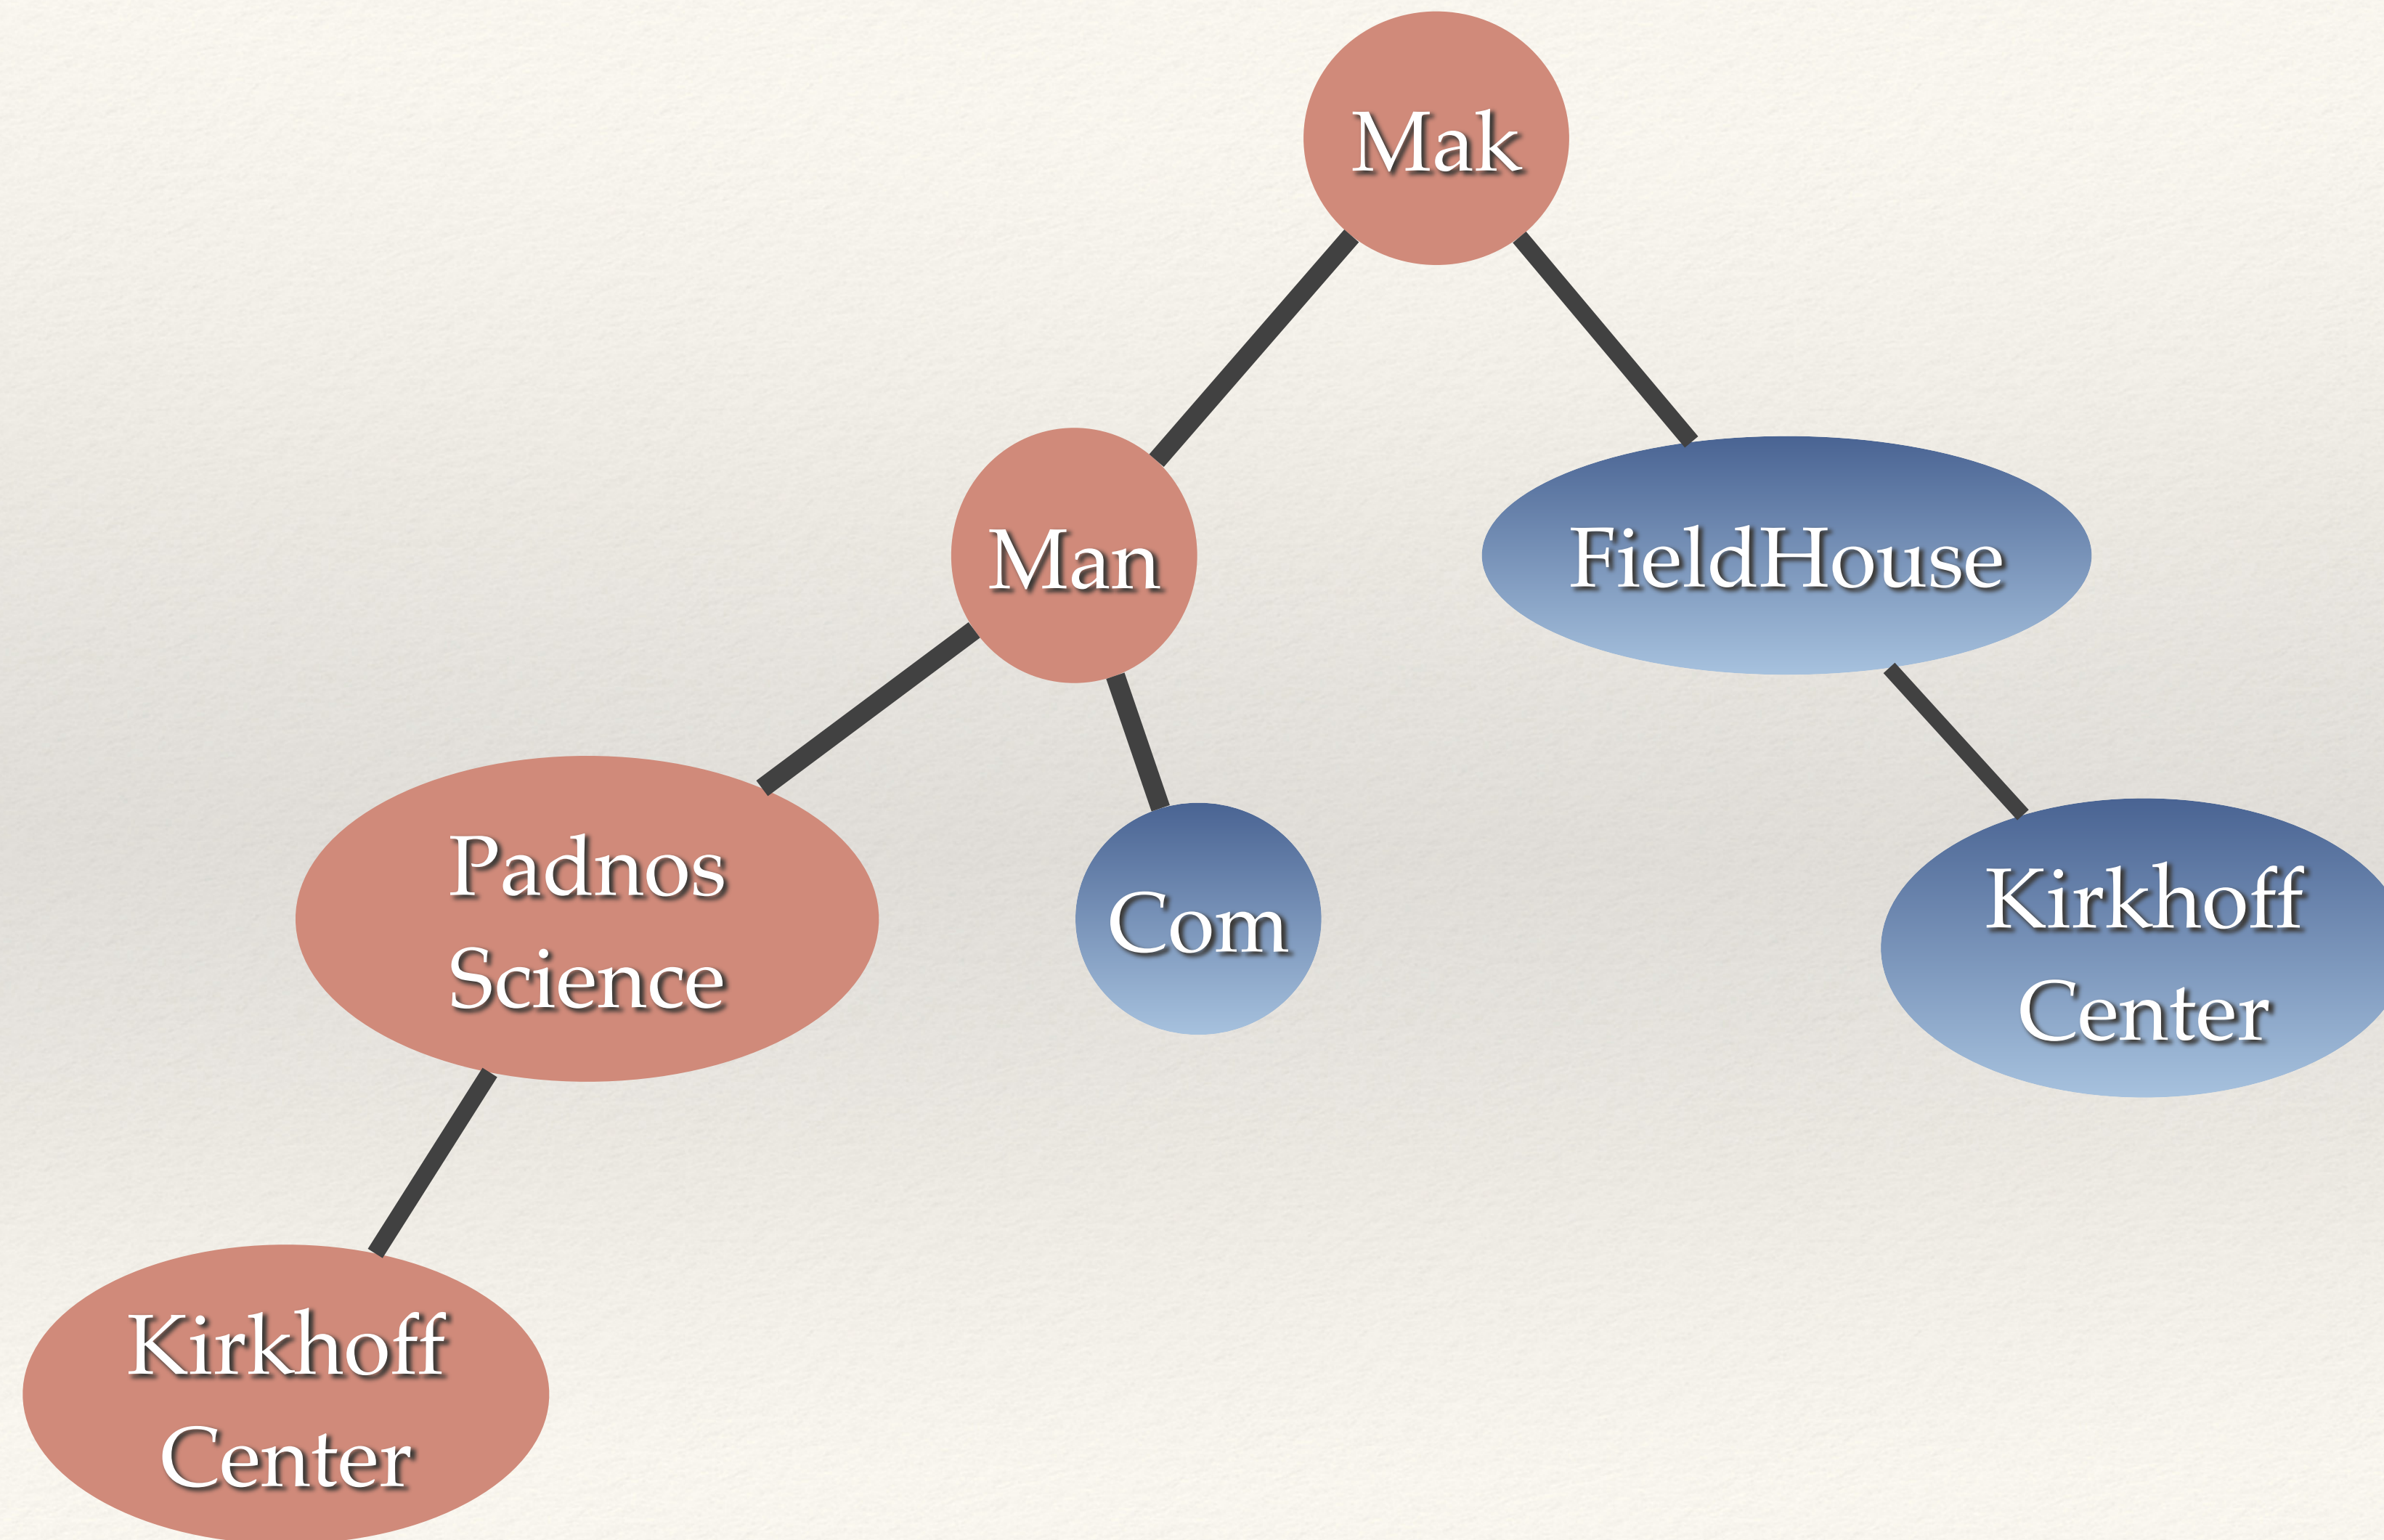 Mak
Man
FieldHouse
Padnos
Science
Com
Kirkhoff
Center
Kirkhoff
Center